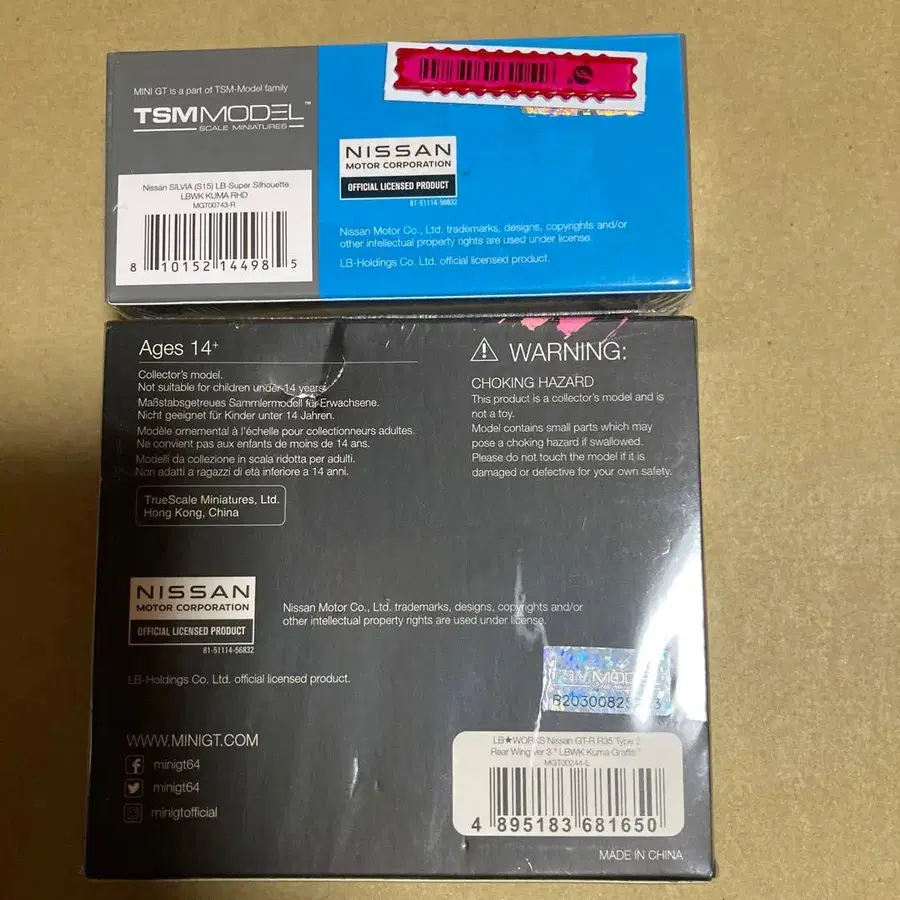 MINI GT is a part of TSM-Model family
TSMMODEL™
SCALE MINIATURES
NISSAN
MOTOR CORPORATION
OFFICIAL LICENSED PRODUCT
81-51114-56832
Nissan SILVIA (S15) LB-Super Silhouette
LBWK KUMA RHD
MGT00743-R
8 10152 14498 5
Nissan Motor Co., Ltd. trademarks, designs, copyrights and/or
other intellectual property rights are used under license.
LB-Holdings Co. Ltd. official licensed product.
Ages 14+
Collector's model.
Not suitable for children under 14 years.
Maßstabsgetreues Sammlermodell für Erwachsene.
Nicht geeignet für Kinder unter 14 Jahren.
Modèle ornemental à l'échelle pour collectionneurs adultes.
Ne convient pas aux enfants de moins de 14 ans.
Modelli da collezione in scala ridotta per adulti.
Non adatti a ragazzi di età inferiore a 14 anni.
TrueScale Miniatures, Ltd.
Hong Kong, China
WARNING:
CHOKING HAZARD
This product is a collector's model and is
not a toy.
Model contains small parts which may
pose a choking hazard if swallowed.
Please do not touch the model if it is
damaged or defective for your own safety.
NISSAN
MOTOR CORPORATION
OFFICIAL LICENSED PRODUCT
81-51114-56832
Nissan Motor Co., Ltd. trademarks, designs, copyrights and/or
other intellectual property rights are used under license.
LB-Holdings Co. Ltd. official licensed product.
TSM MODEL
WWW.MINIGT.COM
minigt64
minigt64
minigtofficial
LB★WORKS Nissan GT-R R35 Type 2
Rear Wing ver 3 " LBWK Kuma Graffiti "
MGT00244-L
4 895183 681650
MADE IN CHINA